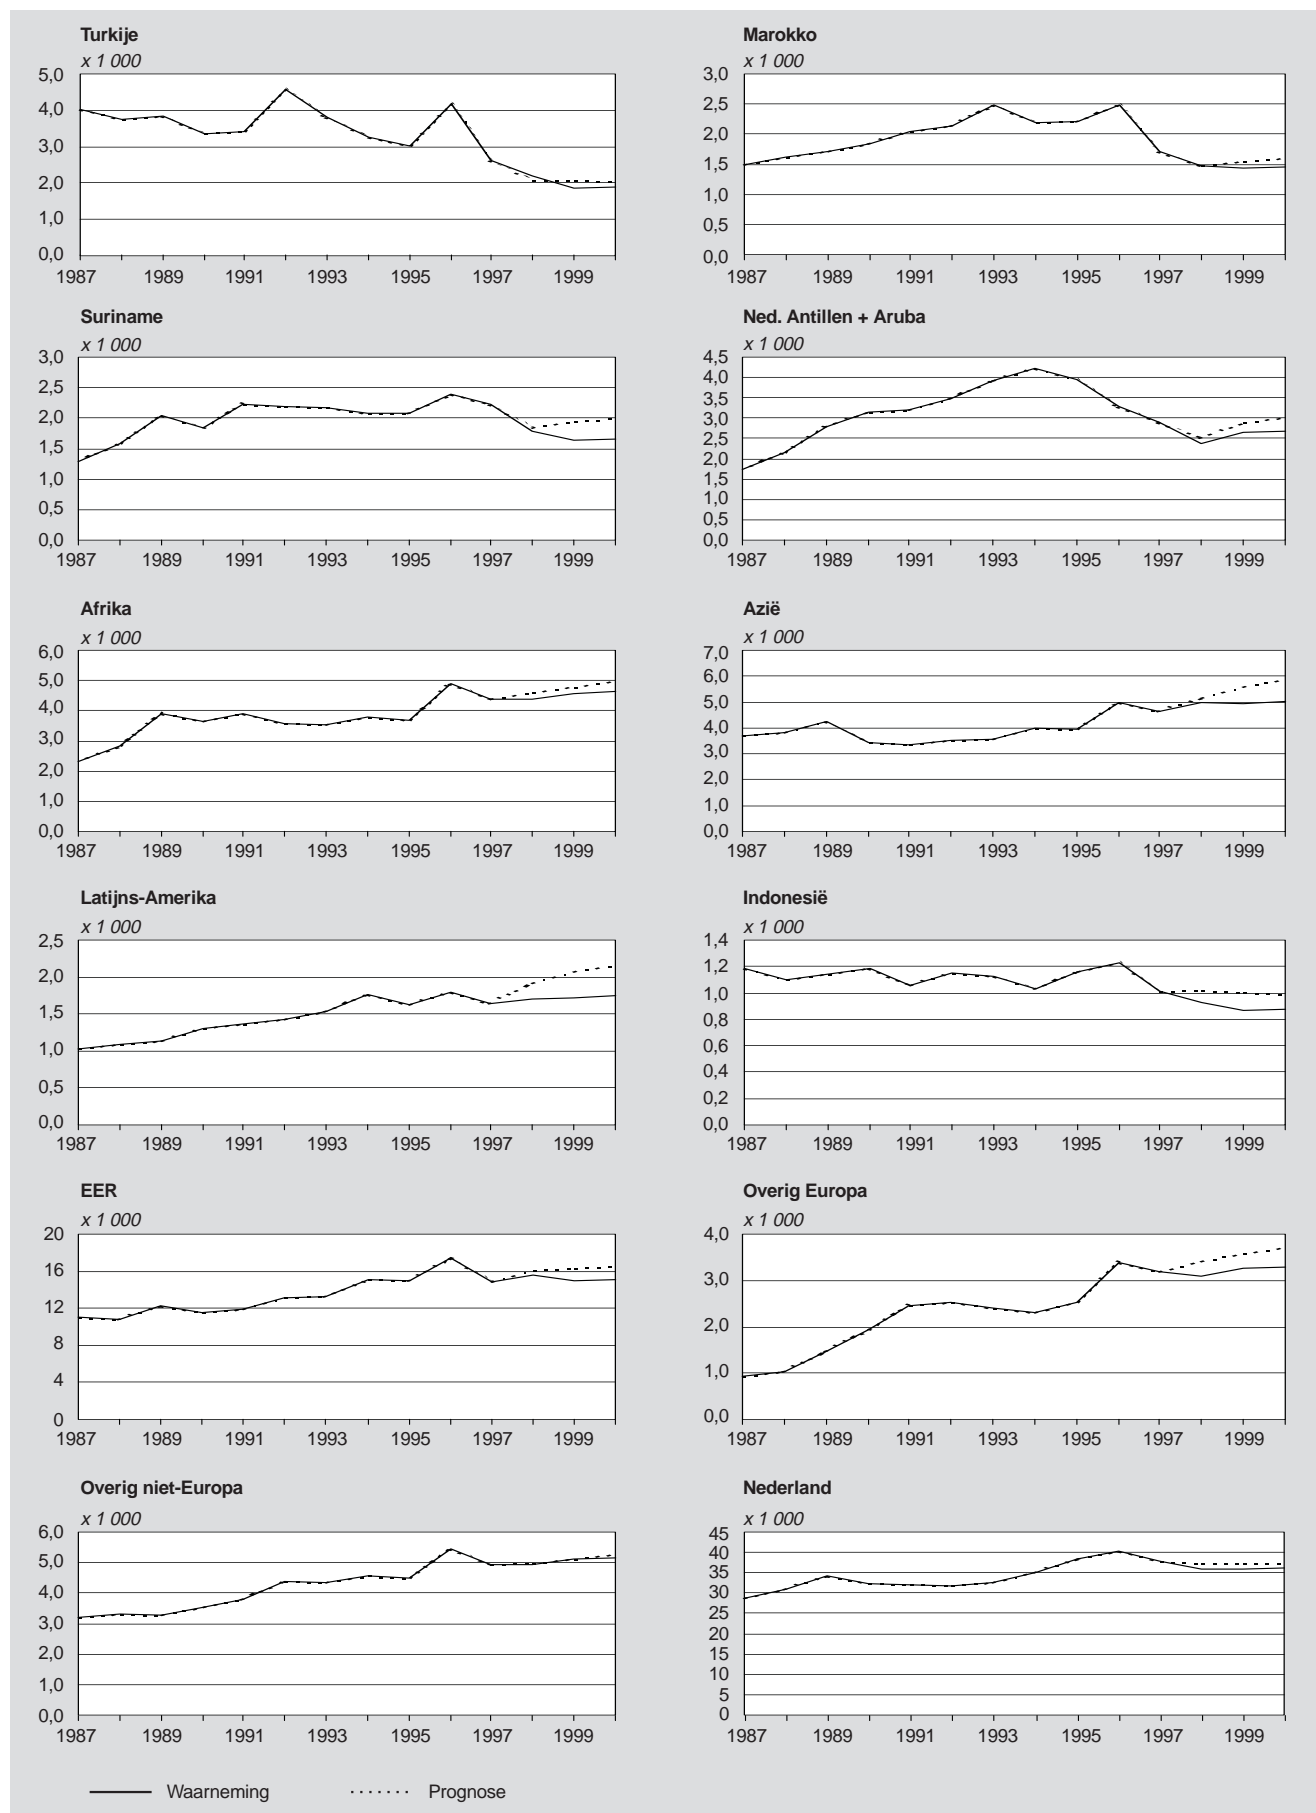 Turkije
x 1 000
5,0
4,0
3,0
2,0
1,0
0,0
1987 1989 1991 1993 1995 1997 1999
Marokko
x 1 000
3,0
2,5
2,0
1,5
1,0
0,5
0,0
1987 1989 1991 1993 1995 1997 1999
Suriname
x 1 000
3,0
2,5
2,0
1,5
1,0
0,5
0,0
1987 1989 1991 1993 1995 1997 1999
Ned. Antillen + Aruba
x 1 000
4,5
4,0
3,5
3,0
2,5
2,0
1,5
1,0
0,5
0,0
1987 1989 1991 1993 1995 1997 1999
Afrika
x 1 000
6,0
5,0
4,0
3,0
2,0
1,0
0,0
1987 1989 1991 1993 1995 1997 1999
Azië
x 1 000
7,0
6,0
5,0
4,0
3,0
2,0
1,0
0,0
1987 1989 1991 1993 1995 1997 1999
Latijns-Amerika
x 1 000
2,5
2,0
1,5
1,0
0,5
0,0
1987 1989 1991 1993 1995 1997 1999
Indonesië
x 1 000
1,4
1,2
1,0
0,8
0,6
0,4
0,2
0,0
1987 1989 1991 1993 1995 1997 1999
EER
x 1 000
20
16
12
8
4
0
1987 1989 1991 1993 1995 1997 1999
Overig Europa
x 1 000
4,0
3,0
2,0
1,0
0,0
1987 1989 1991 1993 1995 1997 1999
Overig niet-Europa
x 1 000
6,0
5,0
4,0
3,0
2,0
1,0
0,0
1987 1989 1991 1993 1995 1997 1999
Nederland
x 1 000
45
40
35
30
25
20
15
10
5
0
1987 1989 1991 1993 1995 1997 1999
Waarneming Prognose